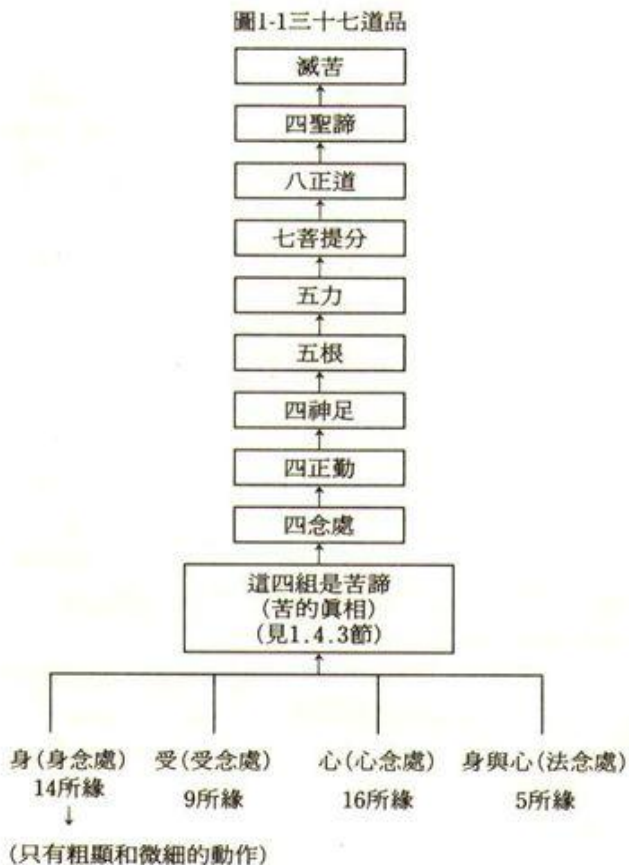 圖1-1三十七道品
滅苦
四聖諦
八正道
七菩提分
五力
五根
四神足
四正勤
四念處
這四組是苦諦
(苦的眞相)
(見1.4.3節)
身(身念處) 受(受念處) 心(心念處) 身與心(法念處)
14所緣 9所緣 16所緣 5所緣
(只有粗顯和微細的動作)